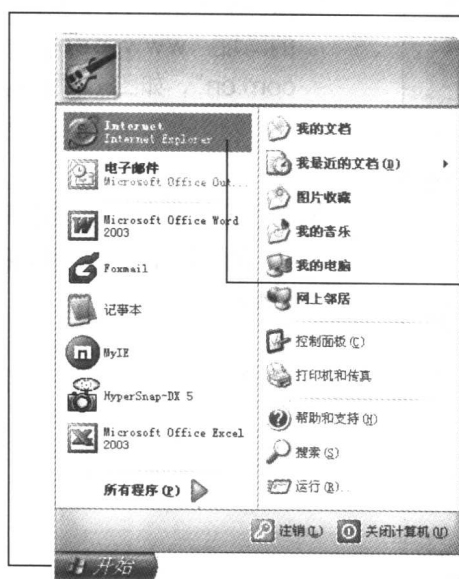 Internet
Internet Explorer
电子邮件
Microsoft Office Out...
Microsoft Office Word
2003
Foxmail
记事本
MyIE
HyperSnap-DX 5
Microsoft Office Excel
2003
所有程序(P)
我的文档
我最近的文档(D)
图片收藏
我的音乐
我的电脑
网上邻居
控制面板(C)
打印机和传真
帮助和支持(H)
搜索(S)
运行(R)...
注销(L)
关闭计算机(U)
开始